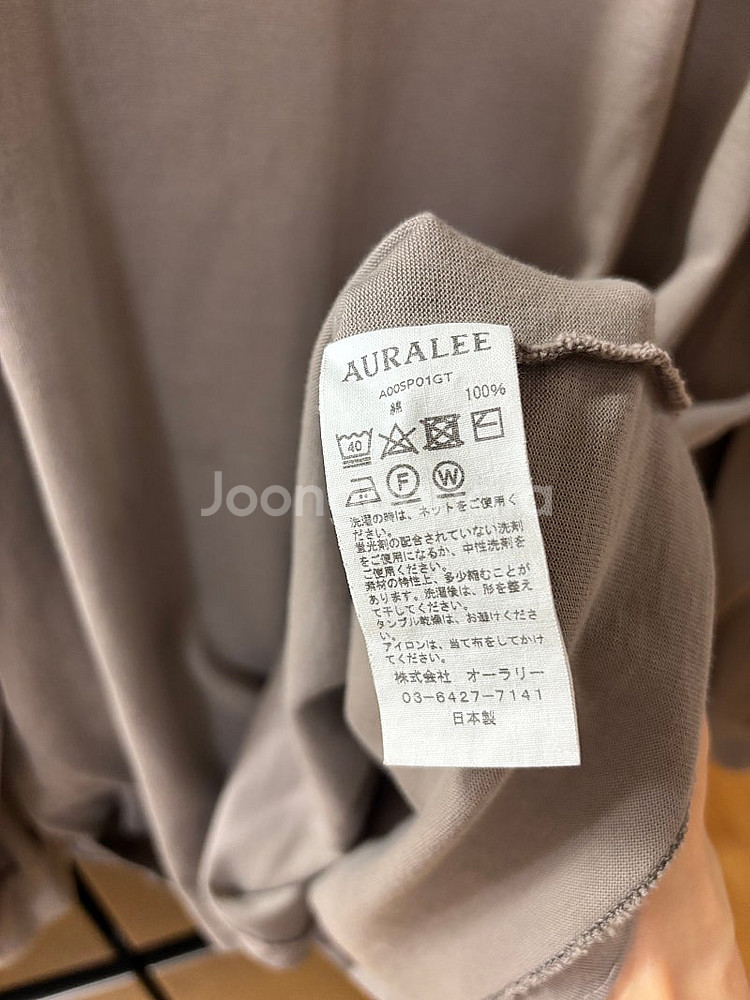 AURALEE
A00SP01GT
綿 100%
40
F W
洗濯の時は、ネットをご使用く
ださい。
蛍光剤の配合されていない洗剤
をご使用になるか、中性洗剤を
ご使用ください。
素材の特性上、多少縮むことが
あります。洗濯後は、形を整え
て干してください。
タンブル乾燥は、お避けくださ
い。
アイロンは、当て布をしてかけ
てください。
株式会社 オーラリー
03-6427-7141
日本製